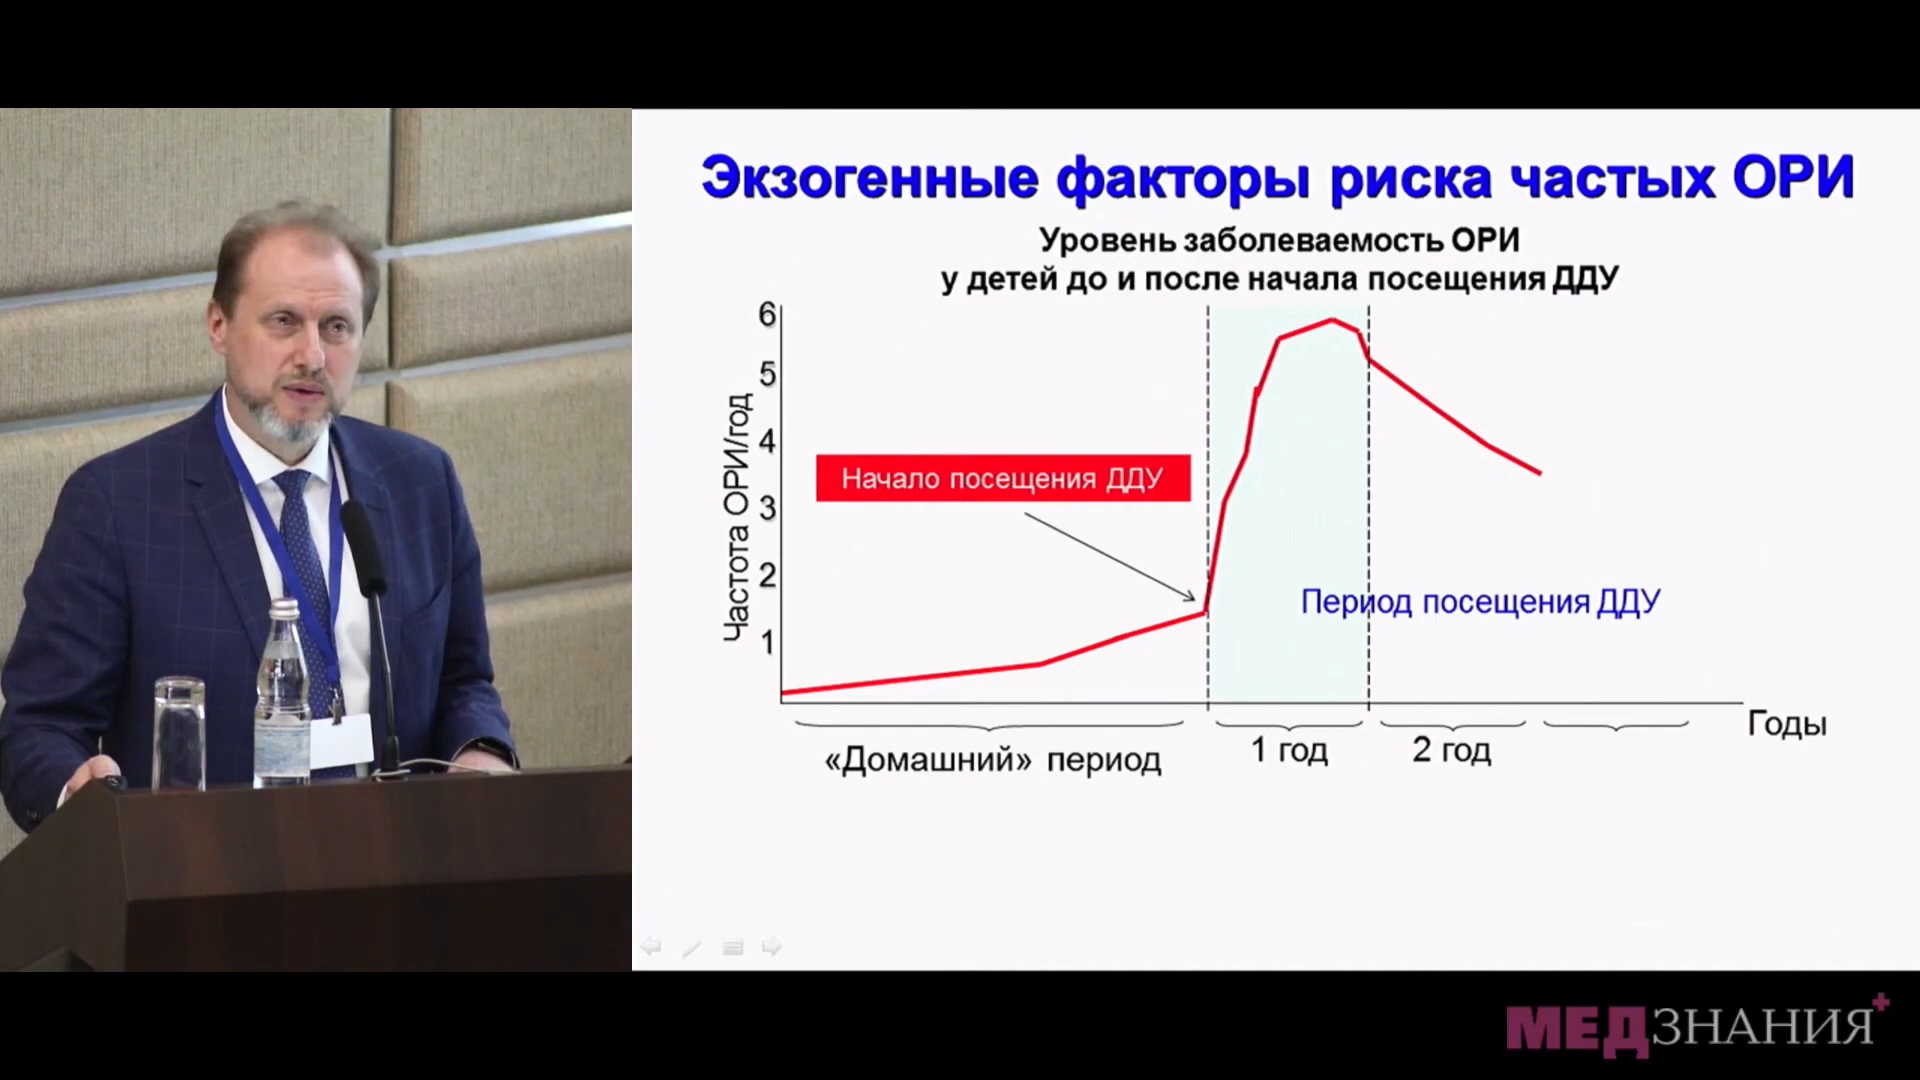 Экзогенные факторы риска частых ОРИ
Уровень заболеваемость ОРИ
у детей до и после начала посещения ДДУ
Частота ОРИ/год
6
5
4
3
2
1
Начало посещения ДДУ
Период посещения ДДУ
Годы
«Домашний» период
1 год
2 год
МЕДЗНАНИЯ+